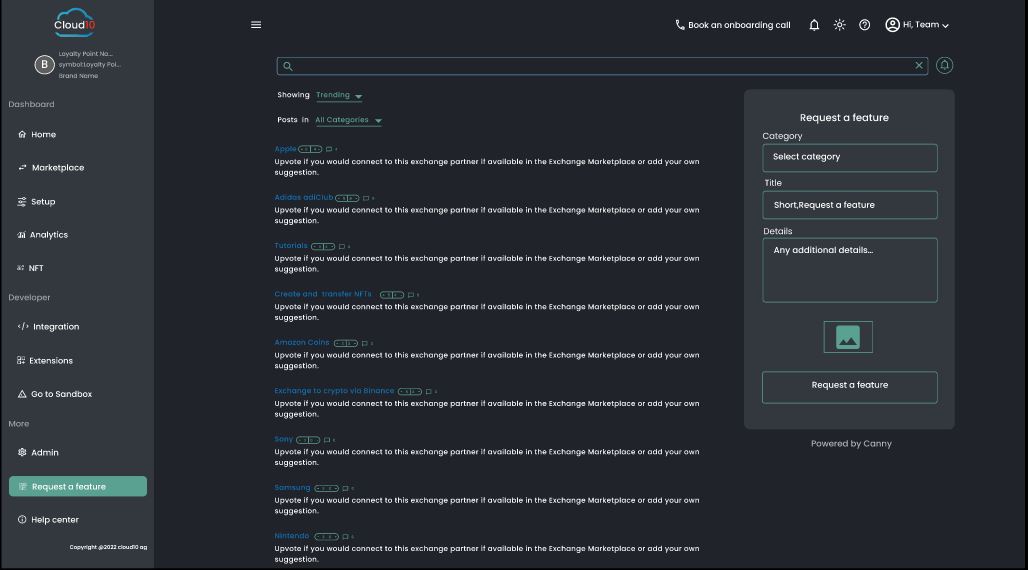 Cloud10
B
Loyalty Point No...
symbol:Loyalty Poi...
Brand Name
Dashboard
Home
Marketplace
Setup
Analytics
NFT
Developer
</> Integration
Extensions
Go to Sandbox
More
Admin
Request a feature
Help center
Copyright @2022 cloud10 ag
Book an onboarding call
Hi, Team
Showing Trending
Posts in All Categories
Apple
Upvote if you would connect to this exchange partner if available in the Exchange Marketplace or add your own
suggestion.
Adidas adiClub
Upvote if you would connect to this exchange partner if available in the Exchange Marketplace or add your own
suggestion.
Tutorials
Upvote if you would connect to this exchange partner if available in the Exchange Marketplace or add your own
suggestion.
Create and transfer NFTs
Upvote if you would connect to this exchange partner if available in the Exchange Marketplace or add your own
suggestion.
Amazon Coins
Upvote if you would connect to this exchange partner if available in the Exchange Marketplace or add your own
suggestion.
Exchange to crypto via Binance
Upvote if you would connect to this exchange partner if available in the Exchange Marketplace or add your own
suggestion.
Sony
Upvote if you would connect to this exchange partner if available in the Exchange Marketplace or add your own
suggestion.
Samsung
Upvote if you would connect to this exchange partner if available in the Exchange Marketplace or add your own
suggestion.
Nintendo
Upvote if you would connect to this exchange partner if available in the Exchange Marketplace or add your own
suggestion.
Request a feature
Category
Select category
Title
Short,Request a feature
Details
Any additional details...
Request a feature
Powered by Canny